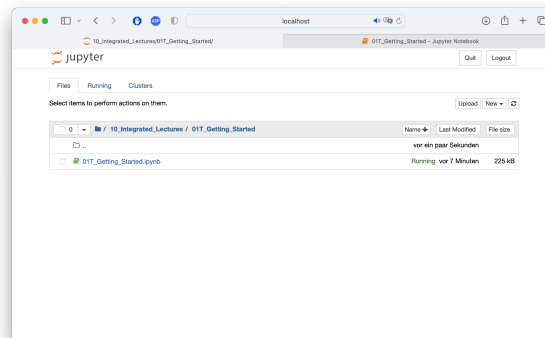 localhost
10_Integrated_Lectures/01T_Getting_Started/
01T_Getting_Started - Jupyter Notebook
jupyter
Quit
Logout
Files
Running
Clusters
Select items to perform actions on them.
Upload
New
0
/ 10_Integrated_Lectures / 01T_Getting_Started
Name
Last Modified
File size
..
vor ein paar Sekunden
01T_Getting_Started.ipynb
Running vor 7 Minuten
225 kB